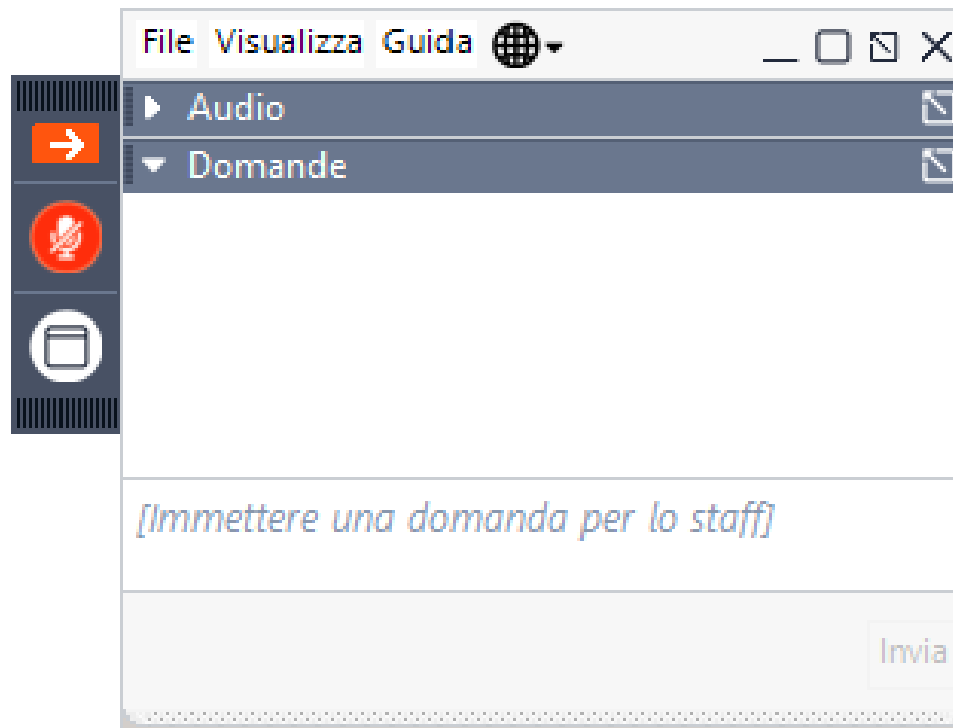 File Visualizza Guida
Audio
Domande
[Immettere una domanda per lo staff]
Invia